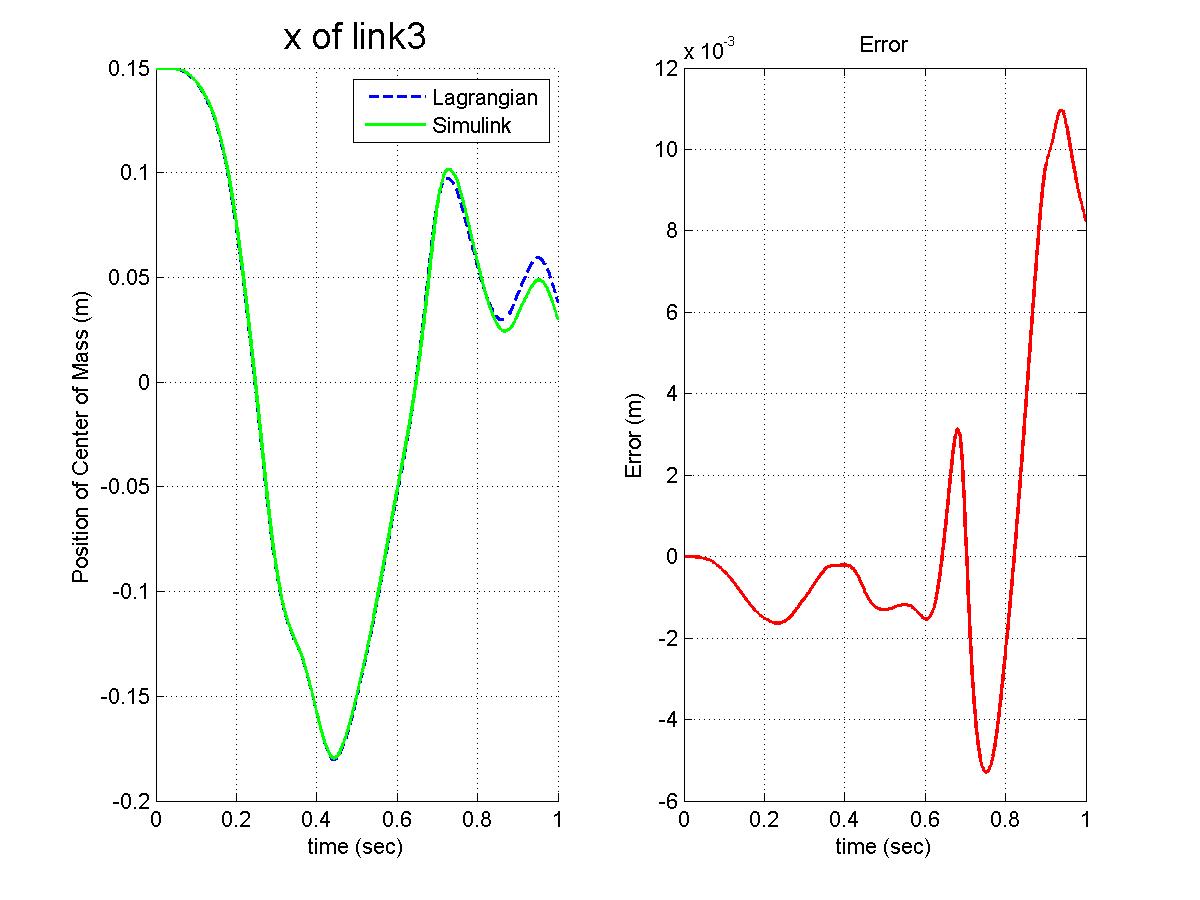 x of link3
Lagrangian
Simulink
Position of Center of Mass (m)
0.15
0.1
0.05
0
-0.05
-0.1
-0.15
-0.2
0 0.2 0.4 0.6 0.8 1
time (sec)
Error
x 10^-3
Error (m)
12
10
8
6
4
2
0
-2
-4
-6
0 0.2 0.4 0.6 0.8 1
time (sec)